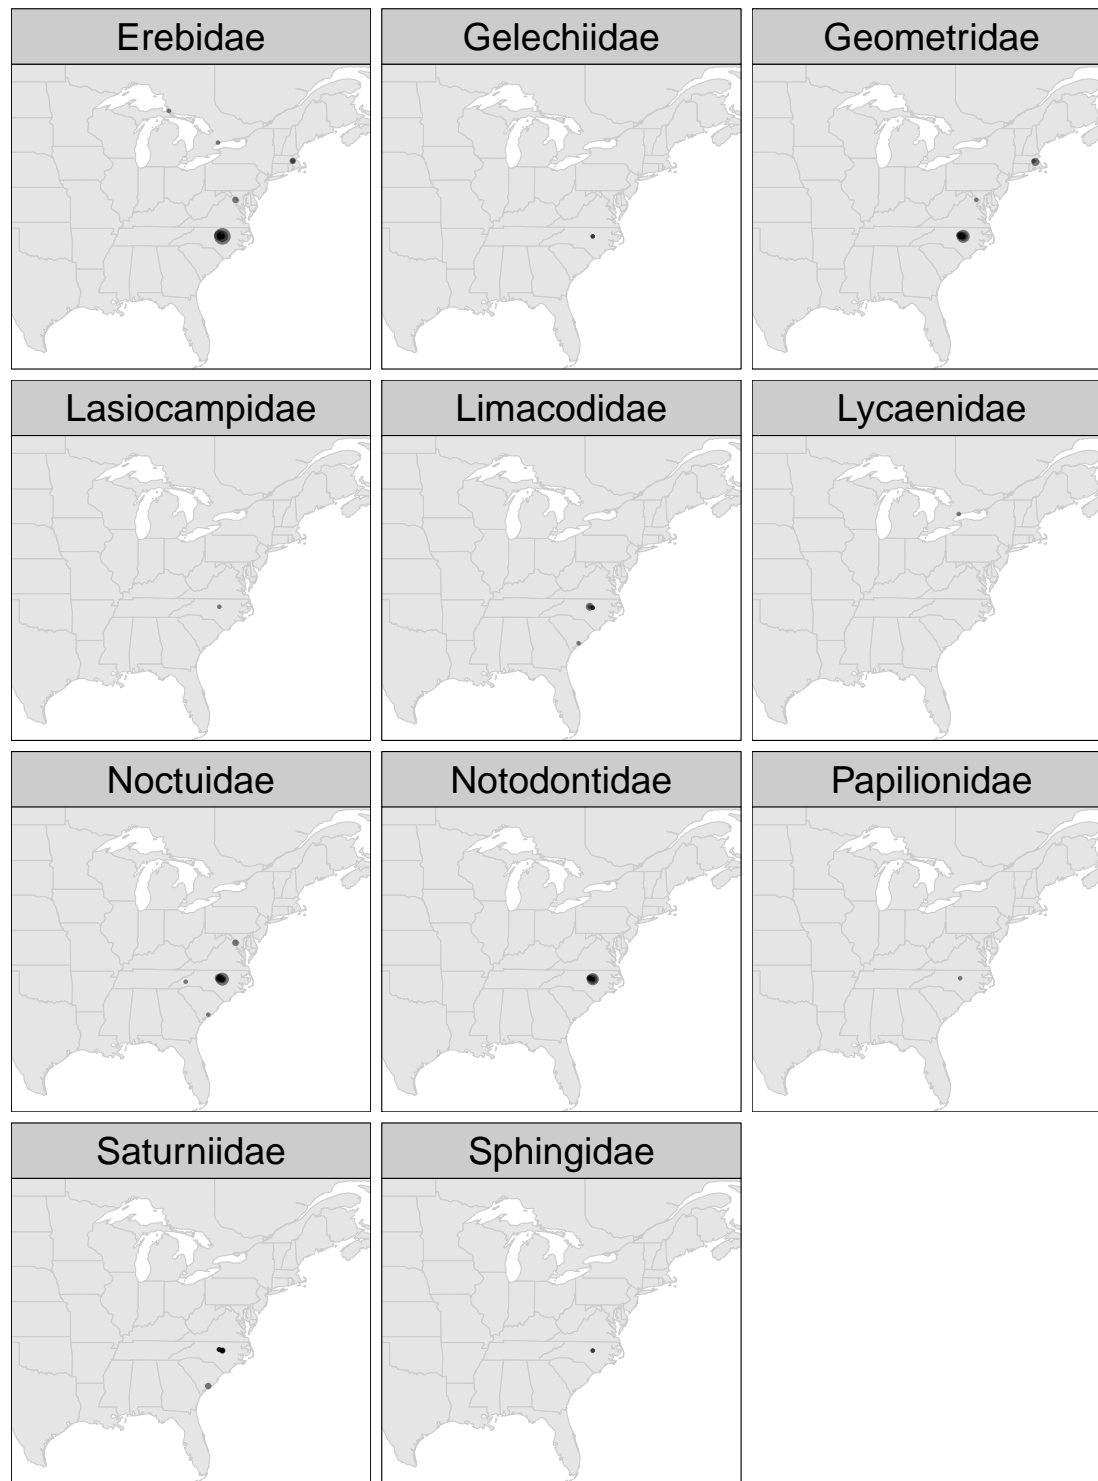 Erebidae
Gelechiidae
Geometridae
Lasiocampidae
Limacodidae
Lycaenidae
Noctuidae
Notodontidae
Papilionidae
Saturniidae
Sphingidae